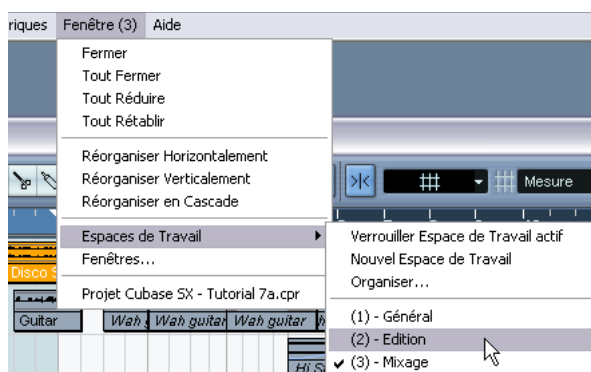 riques Fenêtre (3) Aide
Fermer
Tout Fermer
Tout Réduire
Tout Rétablir
Réorganiser Horizontalement
Réorganiser Verticalement
Réorganiser en Cascade
Mesure
Espaces de Travail
Fenêtres...
Projet Cubase SX - Tutorial 7a.cpr
Verrouiller Espace de Travail actif
Nouvel Espace de Travail
Organiser...
(1) - Général
(2) - Edition
(3) - Mixage
Disco S
Guitar
Wah
Wah guitar
Wah guitar
Hi S